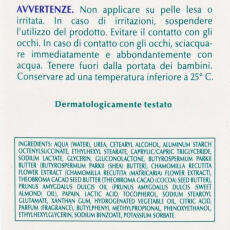 AVVERTENZE. Non applicare su pelle lesa o
irritata. In caso di irritazioni, sospendere
l'utilizzo del prodotto. Evitare il contatto con gli
occhi. In caso di contatto con gli occhi, sciacqua-
re immediatamente e abbondantemente con
acqua. Tenere fuori dalla portata dei bambini.
Conservare ad una temperatura inferiore a 25° C.
Dermatologicamente testato
INGREDIENTS: AQUA (WATER), UREA, CETEARYL ALCOHOL, ALUMINUM STARCH
OCTENYLSUCCINATE, ETHYLHEXYL STEARATE, CAPRYLIC/CAPRIC TRIGLYCERIDE,
SODIUM LACTATE, GLYCERIN, GLUCONOLACTONE, BUTYROSPERMUM PARKII
BUTTER (BUTYROSPERMUM PARKII (SHEA) BUTTER), CHAMOMILLA RECUTITA
FLOWER EXTRACT (CHAMOMILLA RECUTITA (MATRICARIA) FLOWER EXTRACT),
THEOBROMA CACAO SEED BUTTER (THEOBROMA CACAO (COCOA) SEED BUTTER),
PRUNUS AMYGDALUS DULCIS OIL (PRUNUS AMYGDALUS DULCIS (SWEET
ALMOND) OIL), PAPAIN, LACTIC ACID, TOCOPHEROL, SODIUM STEAROYL
GLUTAMATE, XANTHAN GUM, HYDROGENATED VEGETABLE OIL, CITRIC ACID,
PARFUM (FRAGRANCE), BUTYLPHENYL METHYLPROPIONAL, PHENOXYETHANOL,
ETHYLHEXYLGLYCERIN, SODIUM BENZOATE, POTASSIUM SORBATE.